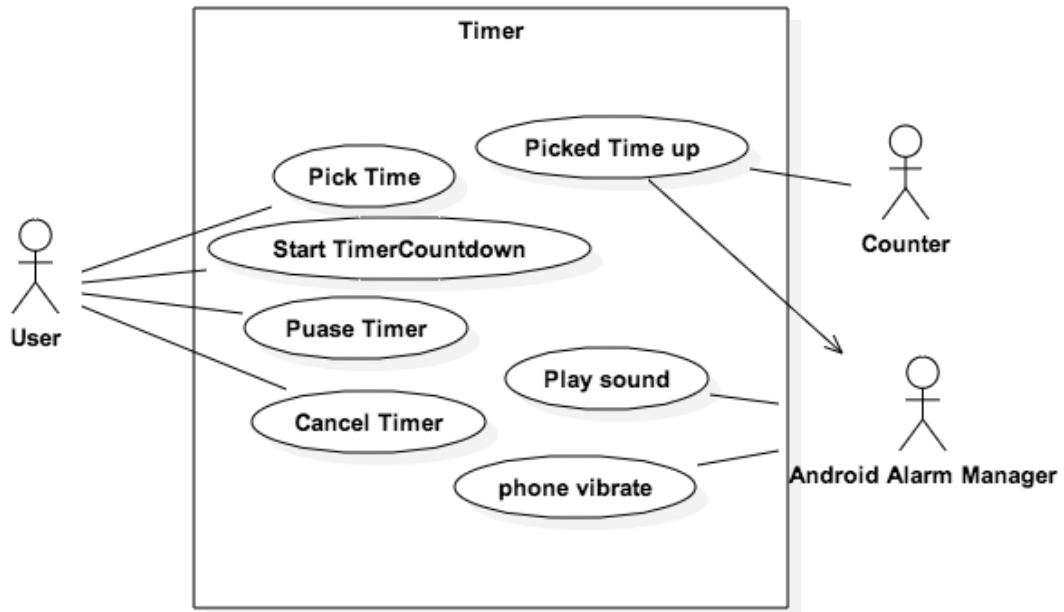 Timer
Picked Time up
Pick Time
Counter
Start TimerCountdown
User
Puase Timer
Play sound
Cancel Timer
Android Alarm Manager
phone vibrate